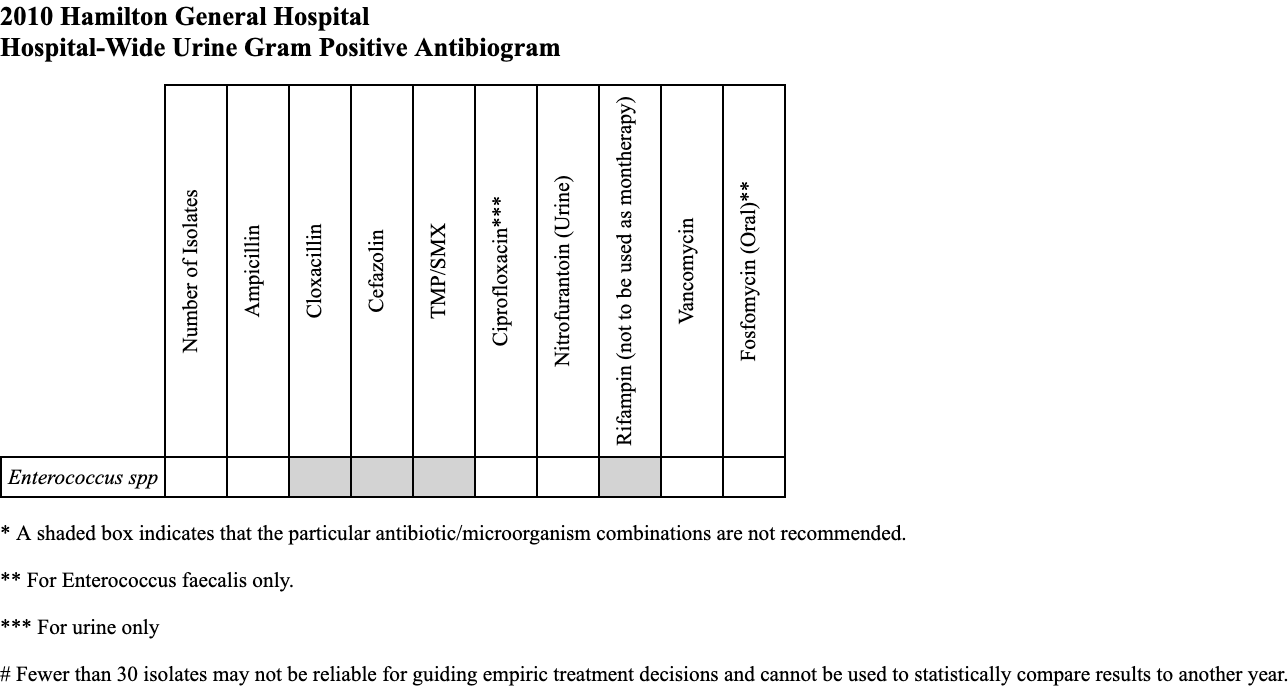 2010 Hamilton General Hospital
Hospital-Wide Urine Gram Positive Antibiogram
Number of Isolates
Ampicillin
Cloxacillin
Cefazolin
TMP/SMX
Ciprofloxacin***
Nitrofurantoin (Urine)
Rifampin (not to be used as montherapy)
Vancomycin
Fosfomycin (Oral)**
Enterococcus spp
* A shaded box indicates that the particular antibiotic/microorganism combinations are not recommended.
** For Enterococcus faecalis only.
*** For urine only
# Fewer than 30 isolates may not be reliable for guiding empiric treatment decisions and cannot be used to statistically compare results to another year.